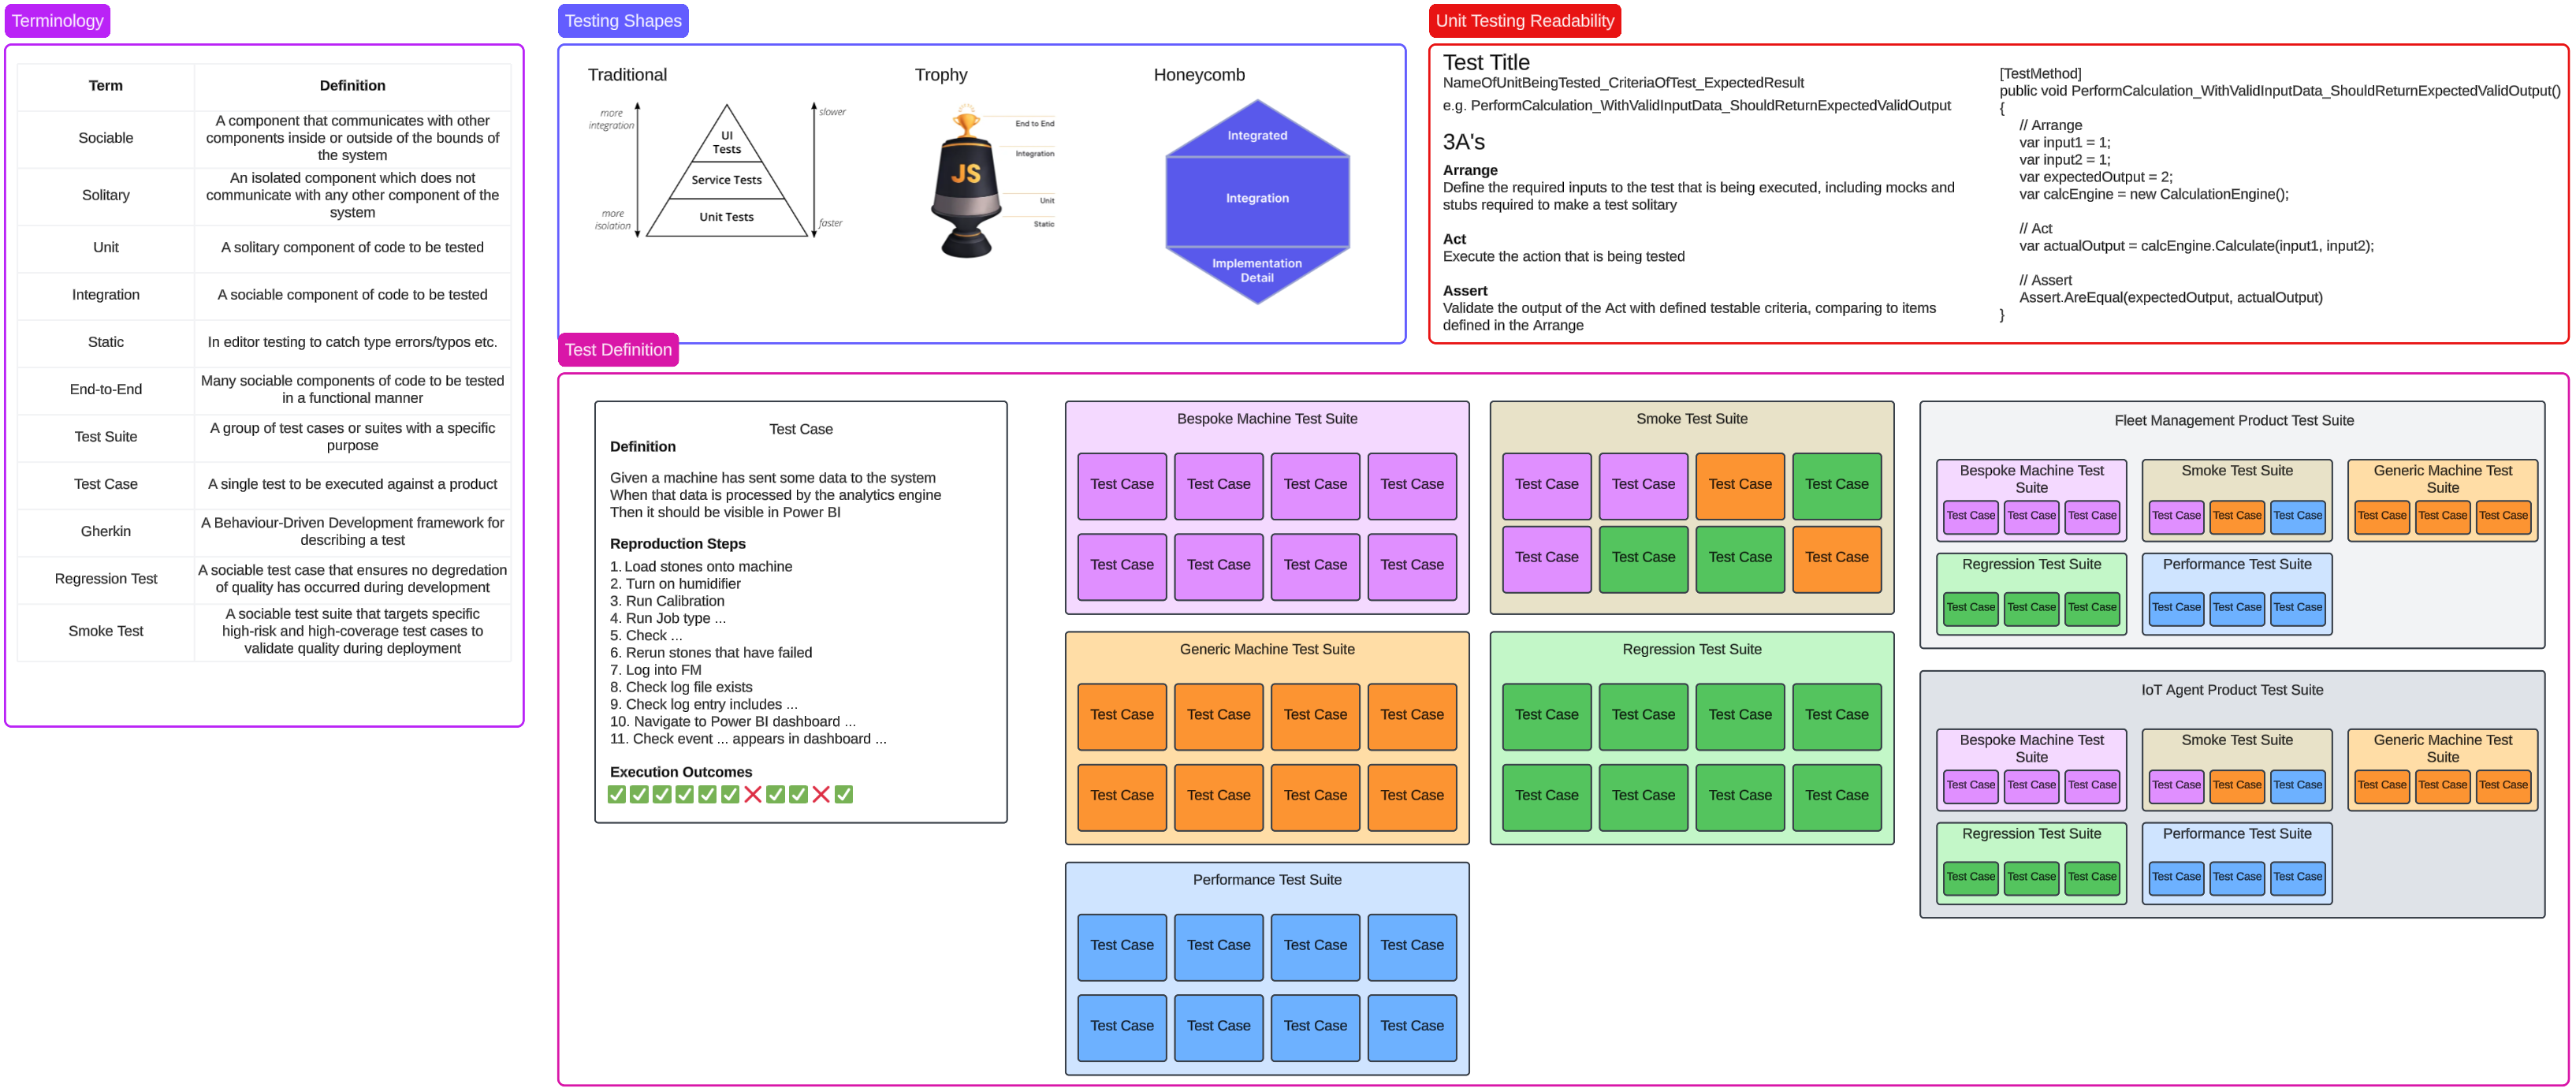 Terminology
Term
Definition
Sociable
A component that communicates with other
components inside or outside of the bounds of
the system
Solitary
An isolated component which does not
communicate with any other component of the
system
Unit
A solitary component of code to be tested
Integration
A sociable component of code to be tested
Static
In editor testing to catch type errors/typos etc.
End-to-End
Many sociable components of code to be tested
in a functional manner
Test Suite
A group of test cases or suites with a specific
purpose
Test Case
A single test to be executed against a product
Gherkin
A Behaviour-Driven Development framework for
describing a test
Regression Test
A sociable test case that ensures no degredation
of quality has occurred during development
Smoke Test
A sociable test suite that targets specific
high-risk and high-coverage test cases to
validate quality during deployment
Testing Shapes
Traditional
more
integration
more
isolation
UI
Tests
Service Tests
Unit Tests
slower
faster
Trophy
JS
End to End
Integration
Unit
Static
Honeycomb
Integrated
Integration
Implementation
Detail
Unit Testing Readability
Test Title
NameOfUnitBeingTested_CriteriaOfTest_ExpectedResult
e.g. PerformCalculation_WithValidInputData_ShouldReturnExpectedValidOutput
3A's
Arrange
Define the required inputs to the test that is being executed, including mocks and
stubs required to make a test solitary
Act
Execute the action that is being tested
Assert
Validate the output of the Act with defined testable criteria, comparing to items
defined in the Arrange
[TestMethod]
public void PerformCalculation_WithValidInputData_ShouldReturnExpectedValidOutput()
{
// Arrange
var input1 = 1;
var input2 = 1;
var expectedOutput = 2;
var calcEngine = new CalculationEngine();
// Act
var actualOutput = calcEngine.Calculate(input1, input2);
// Assert
Assert.AreEqual(expectedOutput, actualOutput)
}
Test Definition
Test Case
Definition
Given a machine has sent some data to the system
When that data is processed by the analytics engine
Then it should be visible in Power BI
Reproduction Steps
1. Load stones onto machine
2. Turn on humidifier
3. Run Calibration
4. Run Job type ...
5. Check ...
6. Rerun stones that have failed
7. Log into FM
8. Check log file exists
9. Check log entry includes ...
10. Navigate to Power BI dashboard ...
11. Check event ... appears in dashboard ...
Execution Outcomes
Bespoke Machine Test Suite
Test Case Test Case Test Case Test Case
Test Case Test Case Test Case Test Case
Smoke Test Suite
Test Case Test Case Test Case Test Case
Test Case Test Case Test Case Test Case
Generic Machine Test Suite
Test Case Test Case Test Case Test Case
Test Case Test Case Test Case Test Case
Regression Test Suite
Test Case Test Case Test Case Test Case
Test Case Test Case Test Case Test Case
Performance Test Suite
Test Case Test Case Test Case Test Case
Test Case Test Case Test Case Test Case
Fleet Management Product Test Suite
Bespoke Machine Test
Suite
Test Case Test Case Test Case
Smoke Test Suite
Test Case Test Case Test Case
Generic Machine Test
Suite
Test Case Test Case Test Case
Regression Test Suite
Test Case Test Case Test Case
Performance Test Suite
Test Case Test Case Test Case
IoT Agent Product Test Suite
Bespoke Machine Test
Suite
Test Case Test Case Test Case
Smoke Test Suite
Test Case Test Case Test Case
Generic Machine Test
Suite
Test Case Test Case Test Case
Regression Test Suite
Test Case Test Case Test Case
Performance Test Suite
Test Case Test Case Test Case